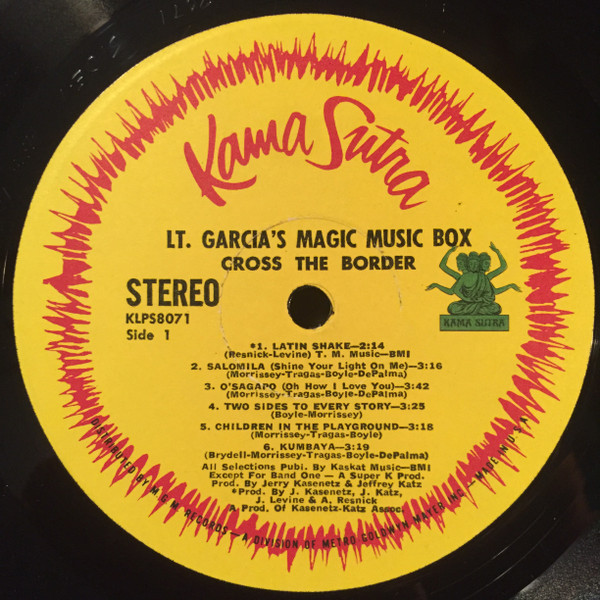 Kama Sutra
LT. GARCIA'S MAGIC MUSIC BOX
CROSS THE BORDER
STEREO
KLPS8071
Side 1
KAMA SUTRA
*1. LATIN SHAKE—2:14
(Resnick-Levine) T. M. Music—BMI
2. SALOMILA (Shine Your Light On Me)—3:16
(Morrissey-Tragas-Boyle-DePalma)
3. O'SAGAPO (Oh How I Love You)—3:42
(Morrissey-Tragas-Boyle-DePalma)
4. TWO SIDES TO EVERY STORY—3:25
(Boyle-Morrissey)
5. CHILDREN IN THE PLAYGROUND—3:18
(Morrissey-Tragas-Boyle)
6. KUMBAYA—3:19
(Brydell-Morrissey-Tragas-Boyle-DePalma)
All Selections Publ. By Kaskat Music—BMI
Except For Band One — A Super K Prod.
Prod. By Jerry Kasenetz & Jeffrey Katz
*Prod. By J. Kasenetz, J. Katz,
J. Levine & A. Resnick
A Prod. Of Kasenetz-Katz Assoc.
DISTRIBUTED BY M.G.M. RECORDS—A DIVISION OF METRO GOLDWYN MAYER INC.—MADE IN U.S.A